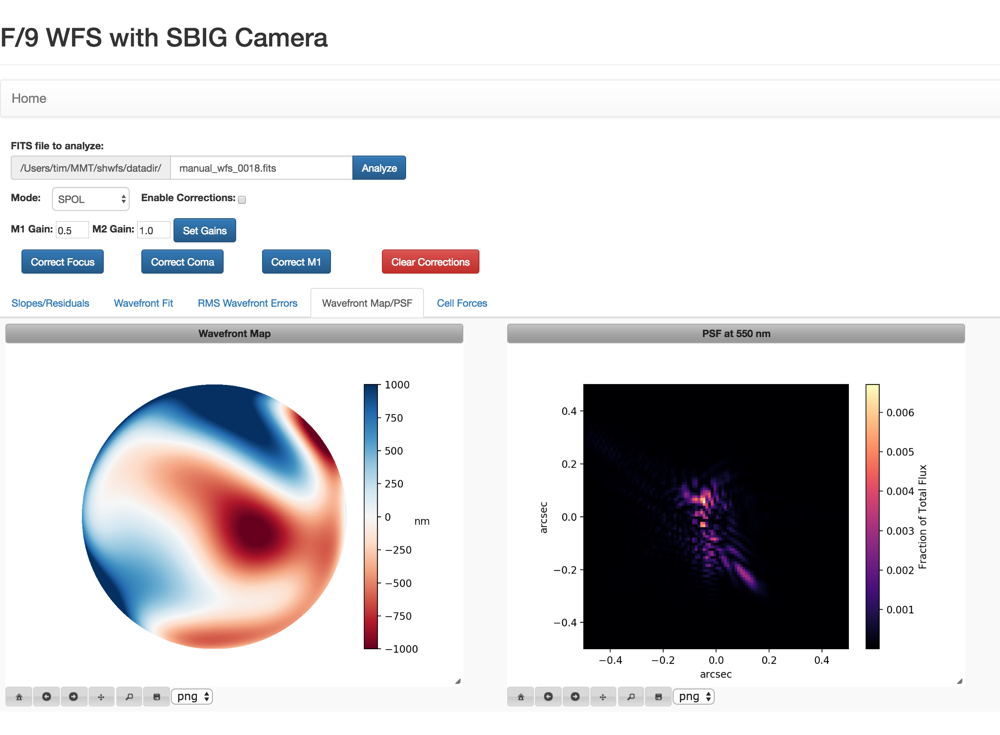 F/9 WFS with SBIG Camera
Home
FITS file to analyze:
/Users/tim/MMT/shwfs/datadir/ manual_wfs_0018.fits Analyze
Mode: SPOL Enable Corrections:
M1 Gain: 0.5 M2 Gain: 1.0 Set Gains
Correct Focus Correct Coma Correct M1 Clear Corrections
Slopes/Residuals Wavefront Fit RMS Wavefront Errors Wavefront Map/PSF Cell Forces
Wavefront Map
1000
750
500
250
0
−250
−500
−750
−1000
nm
png
PSF at 550 nm
arcsec
0.4
0.2
0.0
−0.2
−0.4
−0.4 −0.2 0.0 0.2 0.4
arcsec
0.006
0.005
0.004
0.003
0.002
0.001
Fraction of Total Flux
png